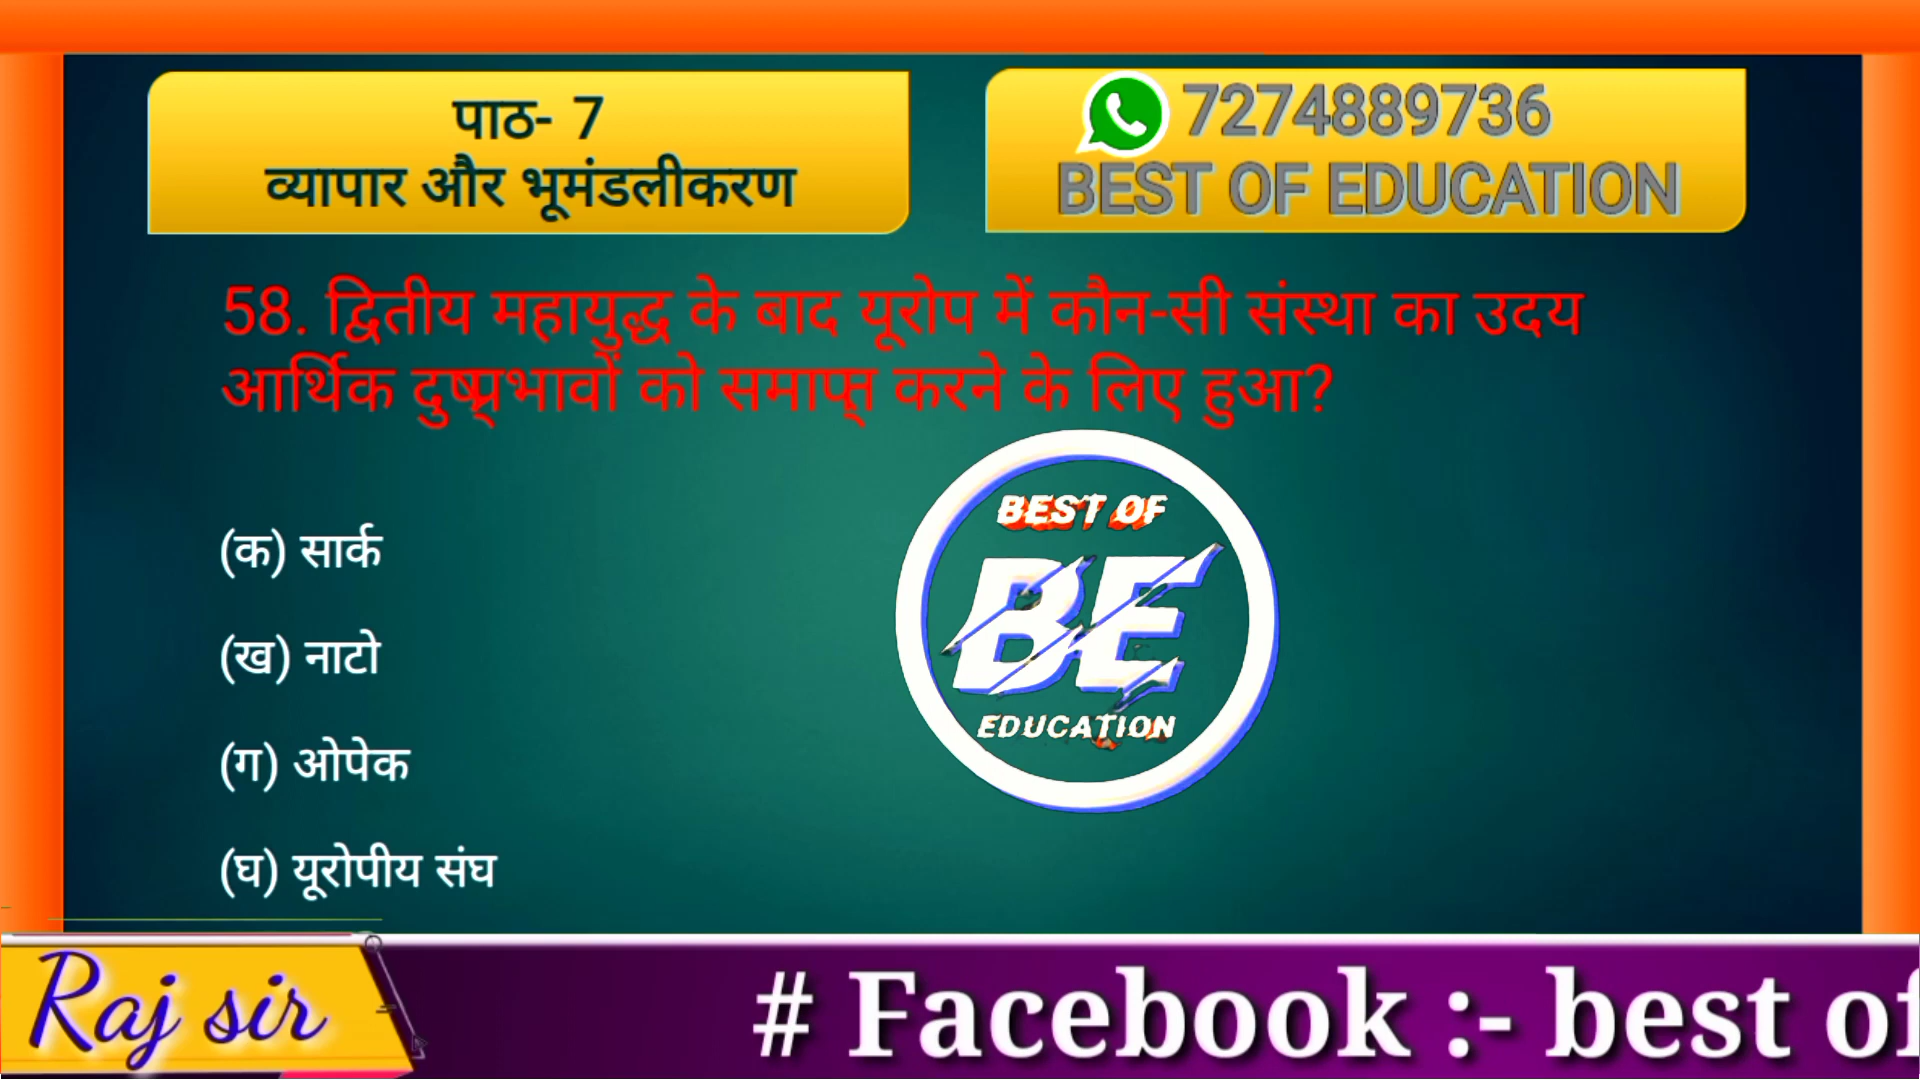 पाठ- 7
व्यापार और भूमंडलीकरण
7274889736
BEST OF EDUCATION
58. द्वितीय महायुद्ध के बाद यूरोप में कौन-सी संस्था का उदय
आर्थिक दुष्प्रभावों को समाप्त करने के लिए हुआ?
BEST OF
BE
EDUCATION
(क) सार्क
(ख) नाटो
(ग) ओपेक
(घ) यूरोपीय संघ
Raj sir
# Facebook :- best of